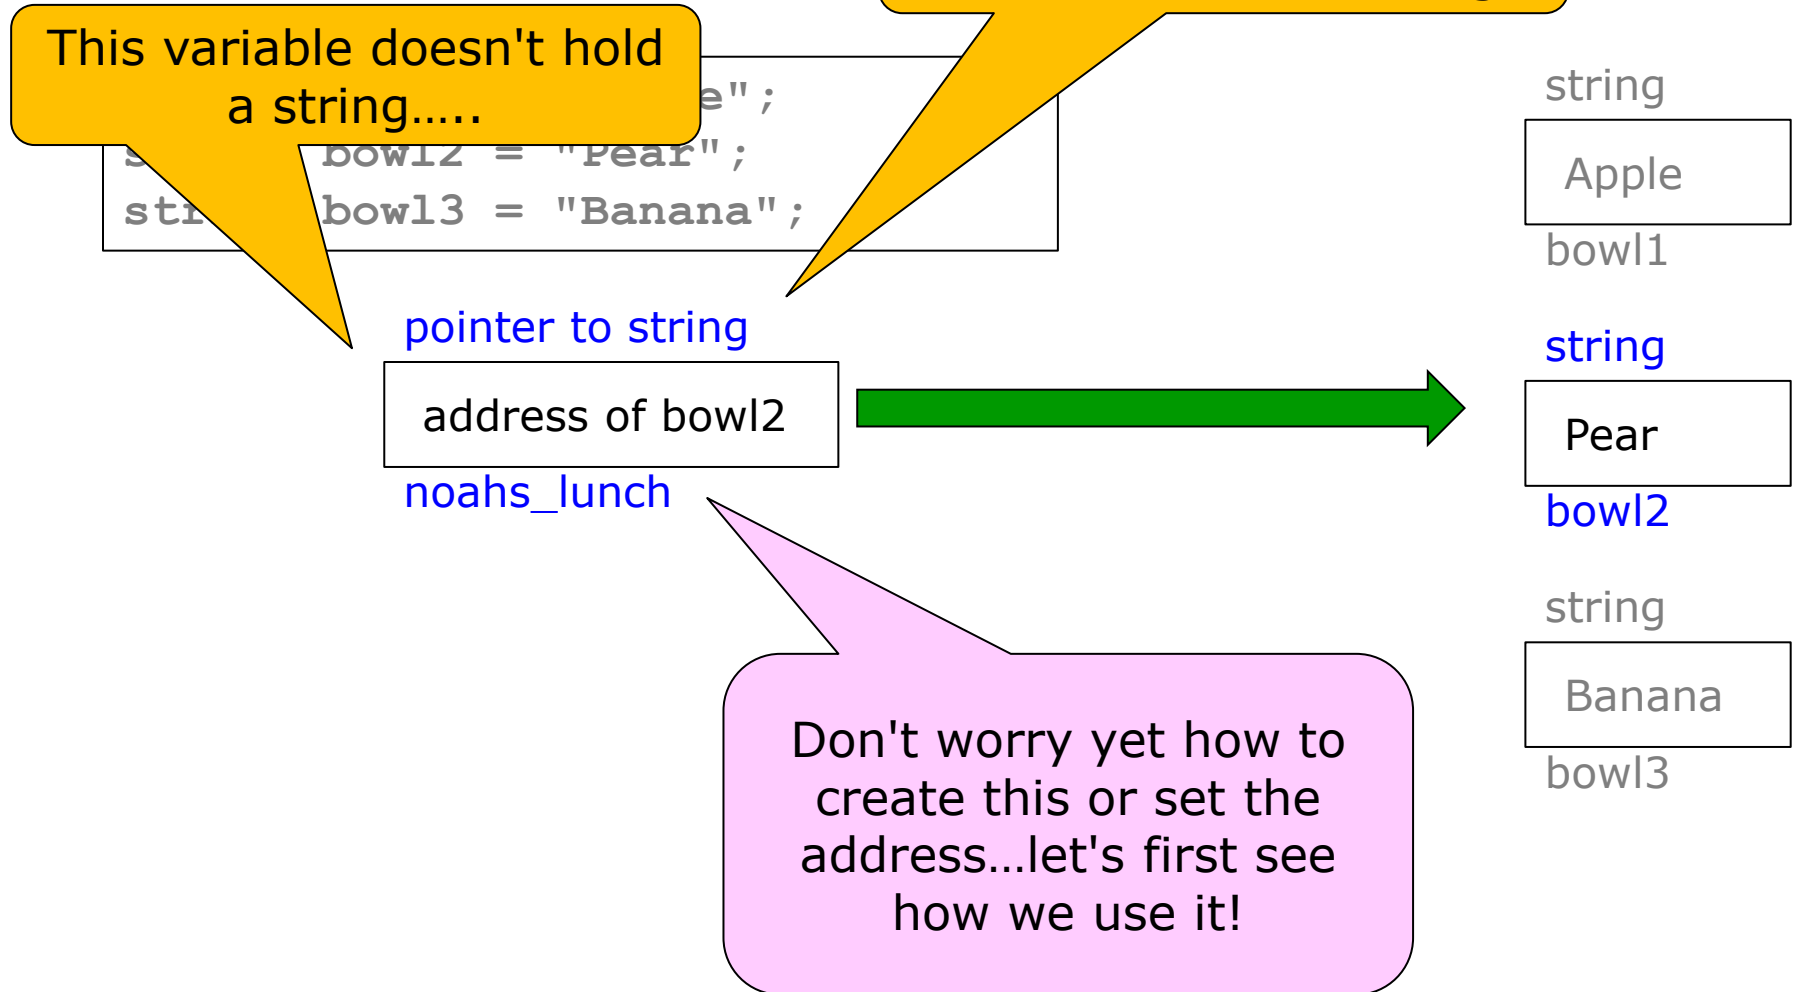 This variable doesn't hold
a string.....
e";
bowl2 = "Pear";
bowl3 = "Banana";
string
Apple
bowl1
pointer to string
address of bowl2
noahs_lunch
string
Pear
bowl2
string
Banana
bowl3
Don't worry yet how to
create this or set the
address...let's first see
how we use it!